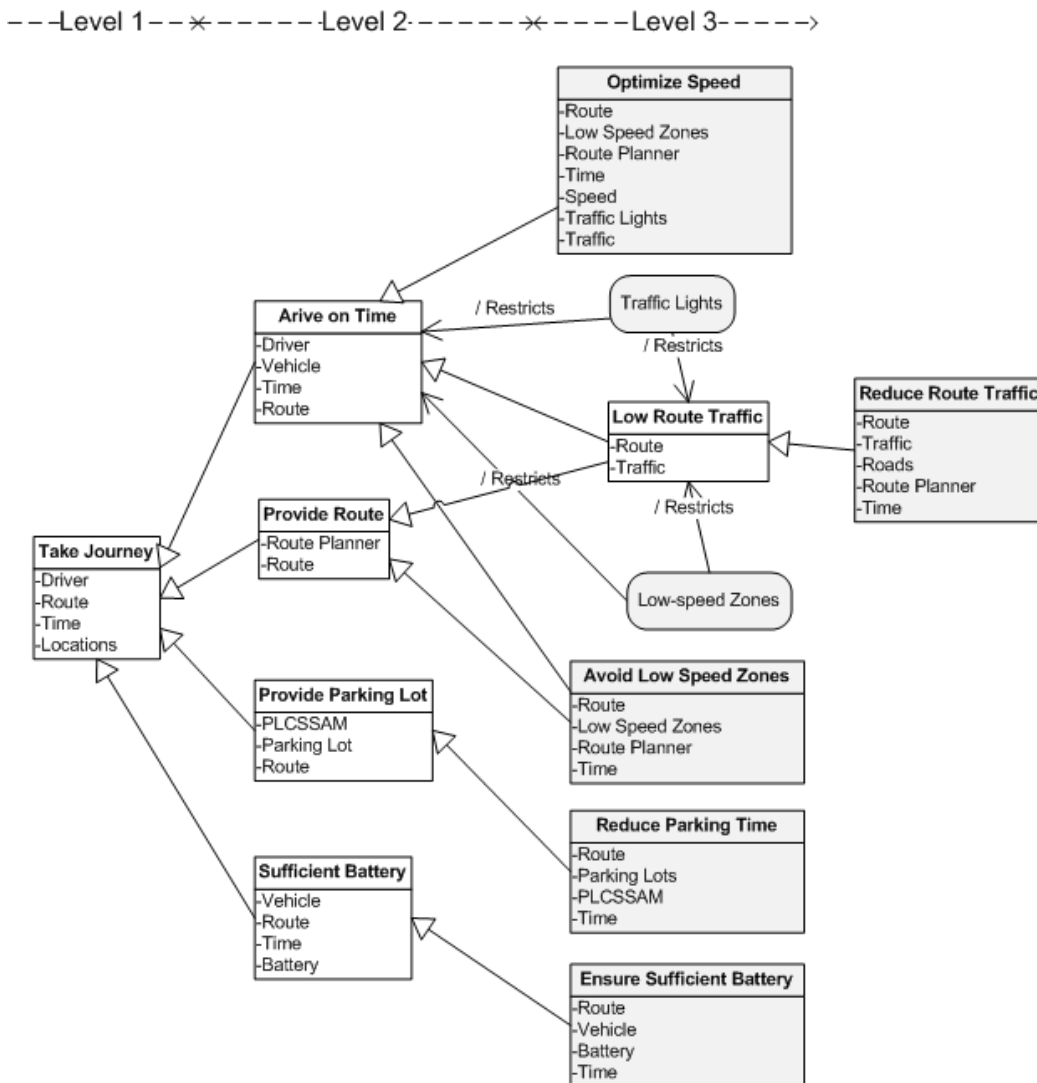 Level 1
Level 2
Level 3
Optimize Speed
-Route
-Low Speed Zones
-Route Planner
-Time
-Speed
-Traffic Lights
-Traffic
Arive on Time
-Driver
-Vehicle
-Time
-Route
/ Restricts
Traffic Lights
/ Restricts
Low Route Traffic
-Route
-Traffic
Reduce Route Traffic
-Route
-Traffic
-Roads
-Route Planner
-Time
/ Restricts
/ Restricts
Provide Route
-Route Planner
-Route
Take Journey
-Driver
-Route
-Time
-Locations
Low-speed Zones
Provide Parking Lot
-PLCSSAM
-Parking Lot
-Route
Avoid Low Speed Zones
-Route
-Low Speed Zones
-Route Planner
-Time
Reduce Parking Time
-Route
-Parking Lots
-PLCSSAM
-Time
Sufficient Battery
-Vehicle
-Route
-Time
-Battery
Ensure Sufficient Battery
-Route
-Vehicle
-Battery
-Time